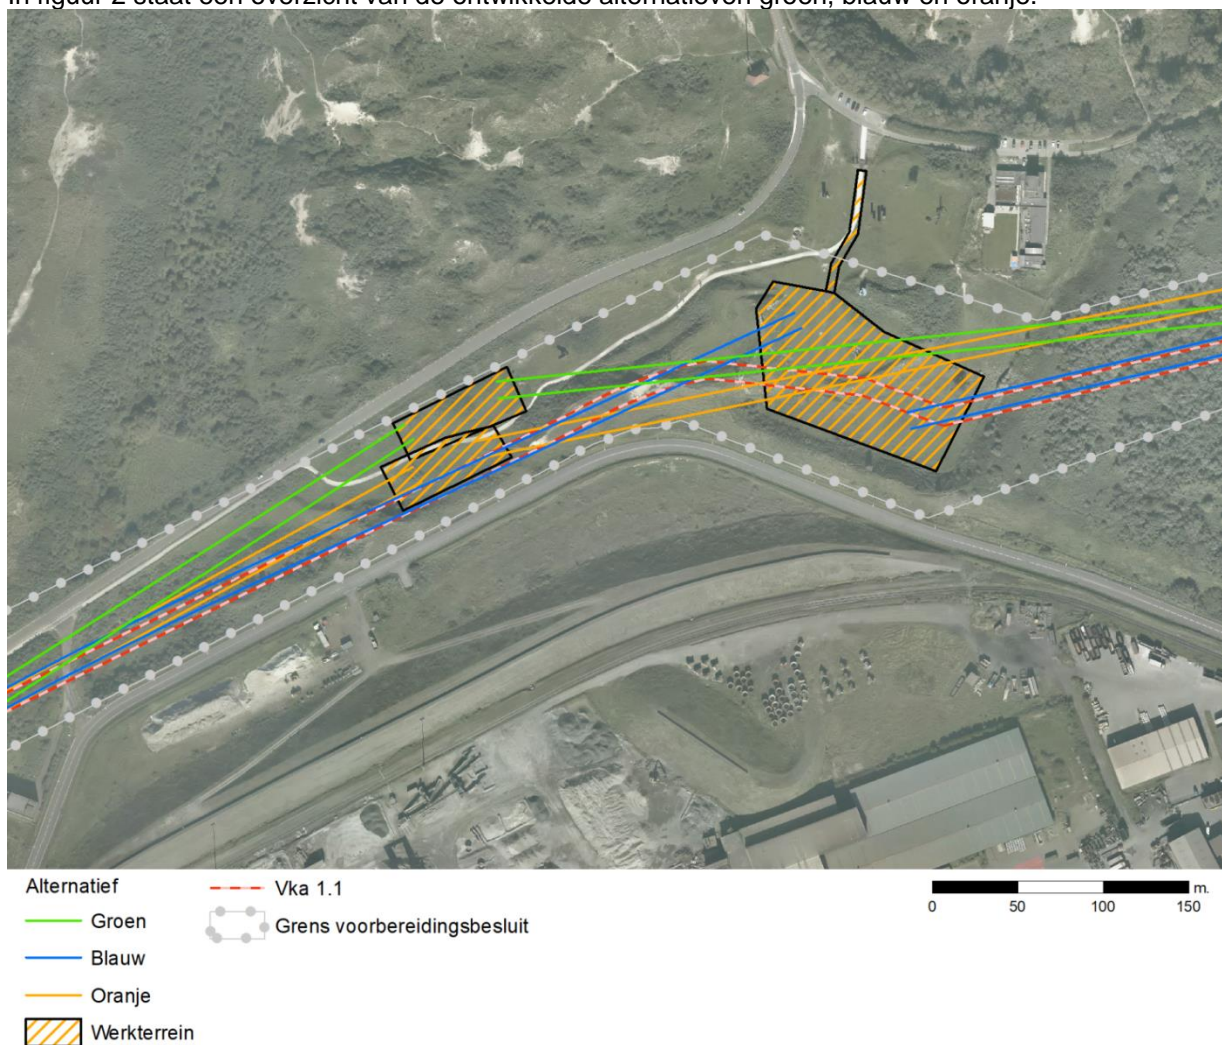 In figuur 2 staat een overzicht van de ontwikkelde alternatieven groen, blauw en oranje.
Alternatief
Groen
Blauw
Oranje
Werkterrein
Vka 1.1
Grens voorbereidingsbesluit
m.
0 50 100 150